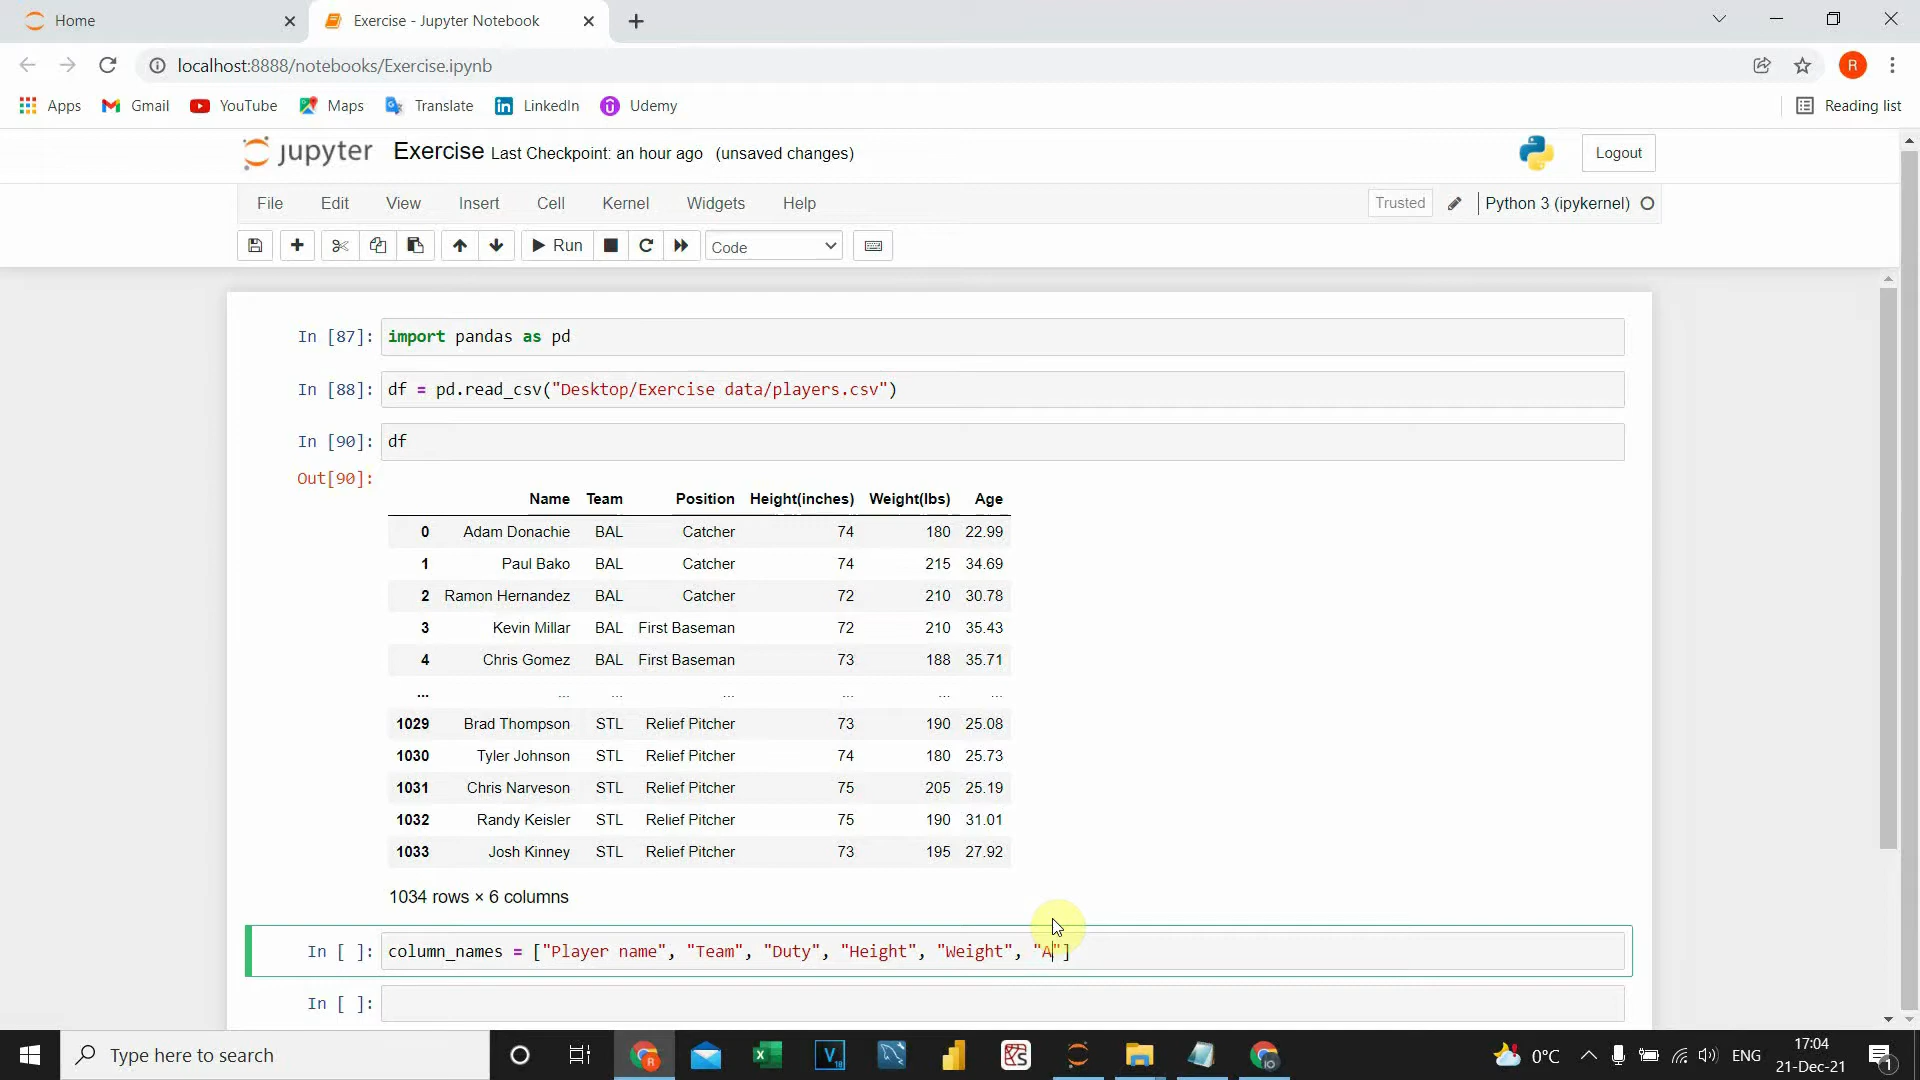 Home
Exercise - Jupyter Notebook
localhost:8888/notebooks/Exercise.ipynb
R
Apps Gmail YouTube Maps Translate LinkedIn Udemy Reading list
jupyter Exercise Last Checkpoint: an hour ago (unsaved changes) Logout
File Edit View Insert Cell Kernel Widgets Help Trusted Python 3 (ipykernel)
Run Code
In [87]: import pandas as pd
In [88]: df = pd.read_csv("Desktop/Exercise data/players.csv")
In [90]: df
Out[90]:
Name Team Position Height(inches) Weight(lbs) Age
0 Adam Donachie BAL Catcher 74 180 22.99
1 Paul Bako BAL Catcher 74 215 34.69
2 Ramon Hernandez BAL Catcher 72 210 30.78
3 Kevin Millar BAL First Baseman 72 210 35.43
4 Chris Gomez BAL First Baseman 73 188 35.71
... ... ... ... ... ... ...
1029 Brad Thompson STL Relief Pitcher 73 190 25.08
1030 Tyler Johnson STL Relief Pitcher 74 180 25.73
1031 Chris Narveson STL Relief Pitcher 75 205 25.19
1032 Randy Keisler STL Relief Pitcher 75 190 31.01
1033 Josh Kinney STL Relief Pitcher 73 195 27.92
1034 rows × 6 columns
In [ ]: column_names = ["Player name", "Team", "Duty", "Height", "Weight", "A"]
In [ ]:
Type here to search
0°C
ENG
17:04
21-Dec-21
1